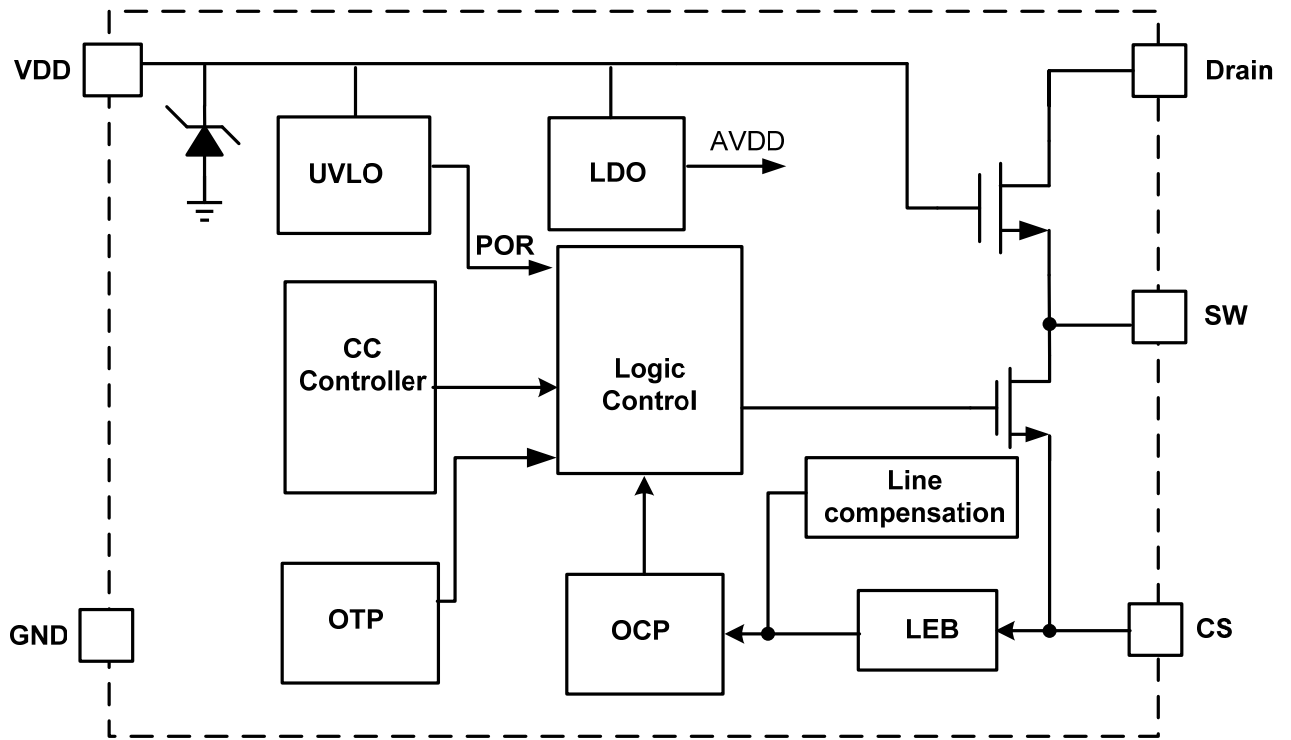 VDD
Drain
UVLO
LDO
AVDD
POR
SW
CC
Controller
Logic
Control
Line
compensation
OTP
OCP
LEB
GND
CS